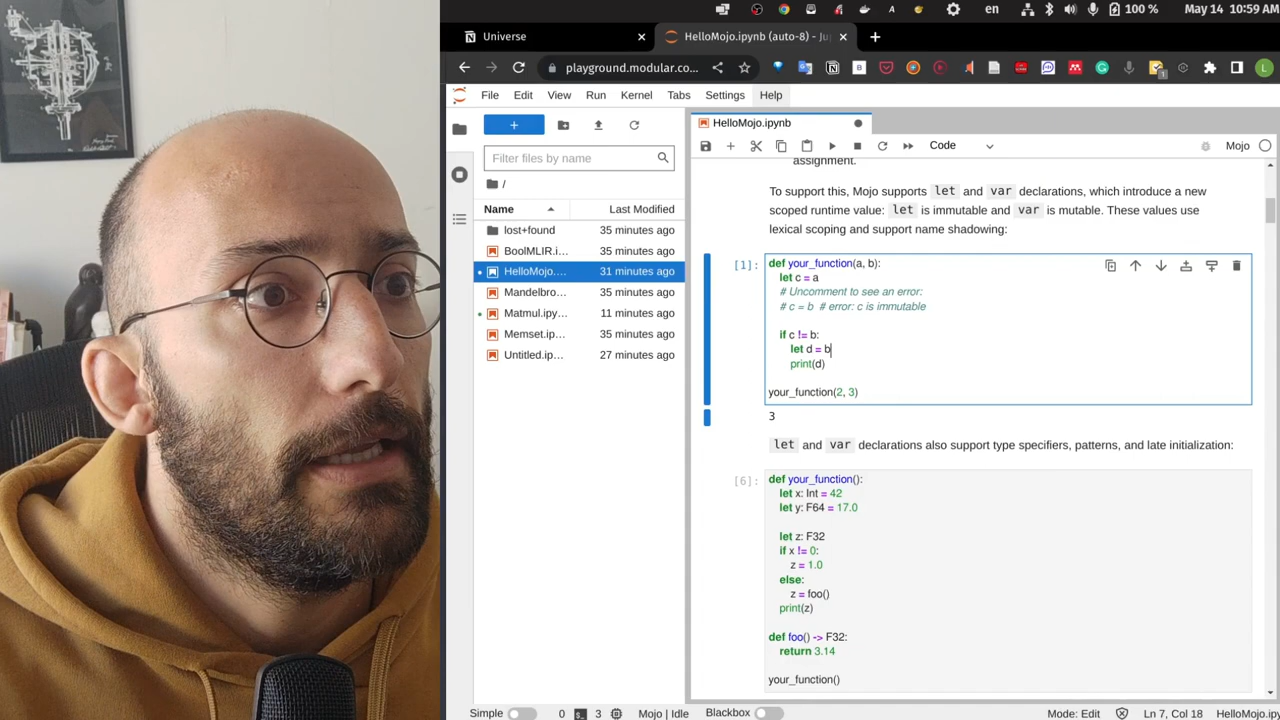 en
100 %
May 14 10:59 AM
Universe
HelloMojo.ipynb (auto-8) - Ju
playground.modular.co...
L
File Edit View Run Kernel Tabs Settings Help
Filter files by name
/
Name Last Modified
lost+found 35 minutes ago
BoolMLIR.i... 35 minutes ago
HelloMojo.... 31 minutes ago
Mandelbro... 35 minutes ago
Matmul.ipy... 11 minutes ago
Memset.ipy... 35 minutes ago
Untitled.ip... 27 minutes ago
HelloMojo.ipynb
Code
Mojo
assignment.
To support this, Mojo supports let and var declarations, which introduce a new
scoped runtime value: let is immutable and var is mutable. These values use
lexical scoping and support name shadowing:
[1]:
def your_function(a, b):
let c = a
# Uncomment to see an error:
# c = b # error: c is immutable
if c != b:
let d = b
print(d)
your_function(2, 3)
3
let and var declarations also support type specifiers, patterns, and late initialization:
[6]:
def your_function():
let x: Int = 42
let y: F64 = 17.0
let z: F32
if x != 0:
z = 1.0
else:
z = foo()
print(z)
def foo() -> F32:
return 3.14
your_function()
Simple 0 3 Mojo | Idle Blackbox Mode: Edit Ln 7, Col 18 HelloMojo.ipy